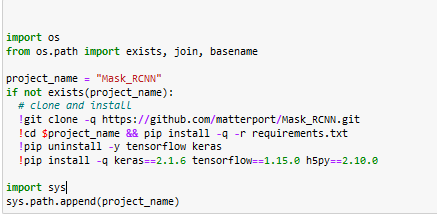 import os
from os.path import exists, join, basename
project_name = "Mask_RCNN"
if not exists(project_name):
  # clone and install
  !git clone -q https://github.com/matterport/Mask_RCNN.git
  !cd $project_name && pip install -q -r requirements.txt
  !pip uninstall -y tensorflow keras
  !pip install -q keras==2.1.6 tensorflow==1.15.0 h5py==2.10.0
import sys
sys.path.append(project_name)